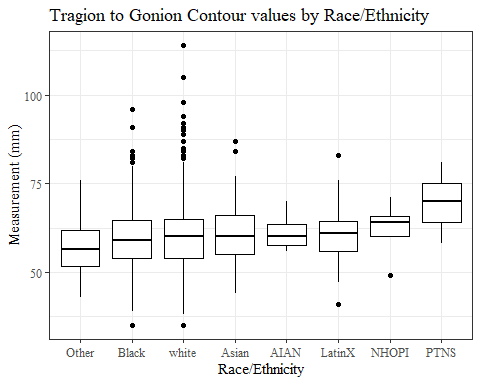 Tragion to Gonion Contour values by Race/Ethnicity
Measurement (mm)
100
75
50
Other Black white Asian AIAN LatinX NHOPI PTNS
Race/Ethnicity